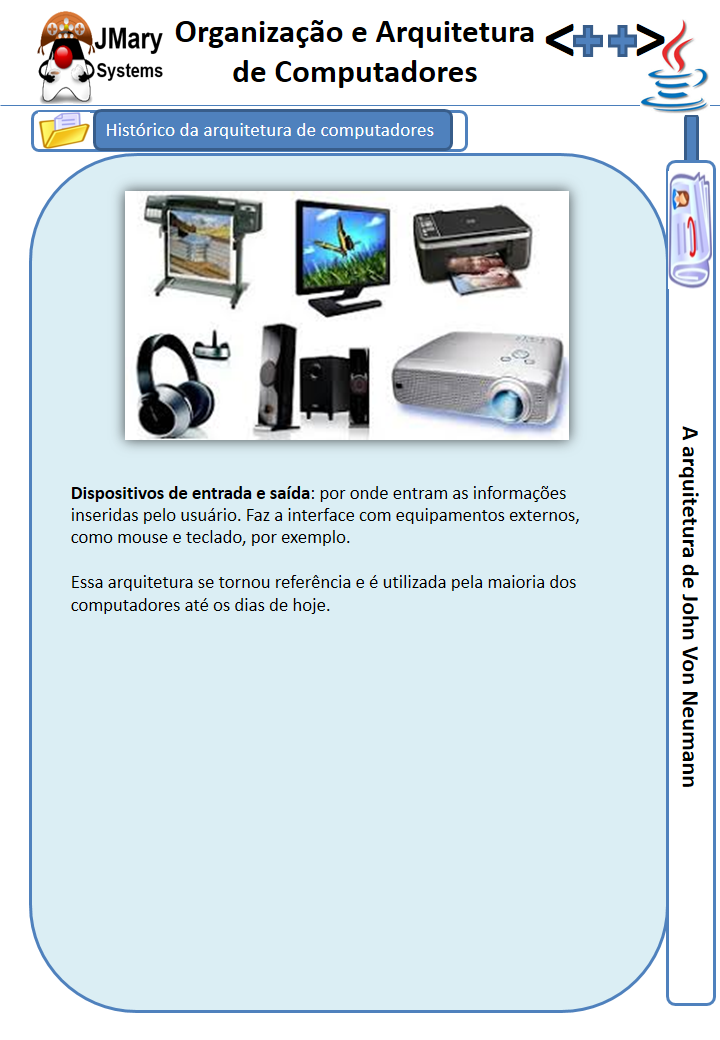 JMary
Systems
Organização e Arquitetura
de Computadores
<++>
Histórico da arquitetura de computadores
Dispositivos de entrada e saída: por onde entram as informações
inseridas pelo usuário. Faz a interface com equipamentos externos,
como mouse e teclado, por exemplo.
Essa arquitetura se tornou referência e é utilizada pela maioria dos
computadores até os dias de hoje.
A arquitetura de John Von Neumann